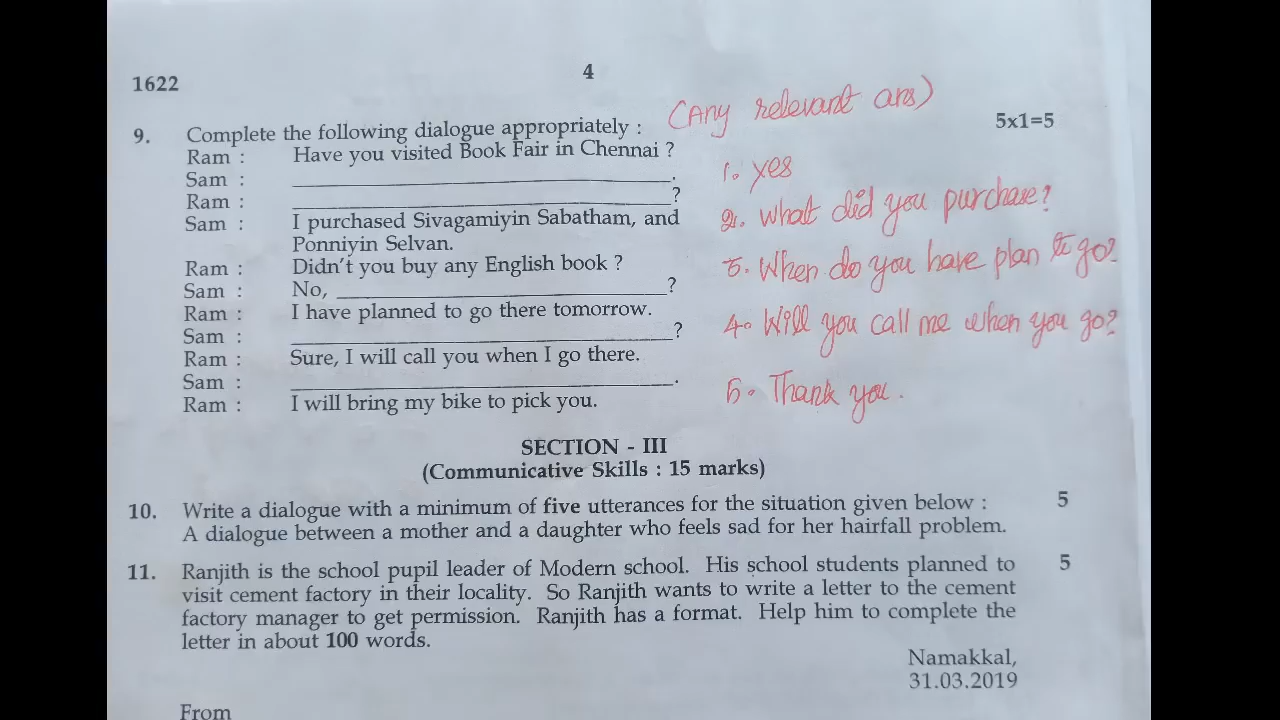 1622
4
9. Complete the following dialogue appropriately : (Any relevant ans) 5x1=5
Ram : Have you visited Book Fair in Chennai ?
Sam : ______________________. 1. yes
Ram : ______________________? 2. What did you purchase?
Sam : I purchased Sivagamiyin Sabatham, and
Ponniyin Selvan.
Ram : Didn't you buy any English book ? 3. When do you have plan to go?
Sam : No, ______________________?
Ram : I have planned to go there tomorrow. 4. Will you call me when you go?
Sam : ______________________?
Ram : Sure, I will call you when I go there.
Sam : ______________________. 5. Thank you.
Ram : I will bring my bike to pick you.
SECTION - III
(Communicative Skills : 15 marks)
10. Write a dialogue with a minimum of five utterances for the situation given below : 5
A dialogue between a mother and a daughter who feels sad for her hairfall problem.
11. Ranjith is the school pupil leader of Modern school. His school students planned to 5
visit cement factory in their locality. So Ranjith wants to write a letter to the cement
factory manager to get permission. Ranjith has a format. Help him to complete the
letter in about 100 words.
Namakkal,
31.03.2019
From